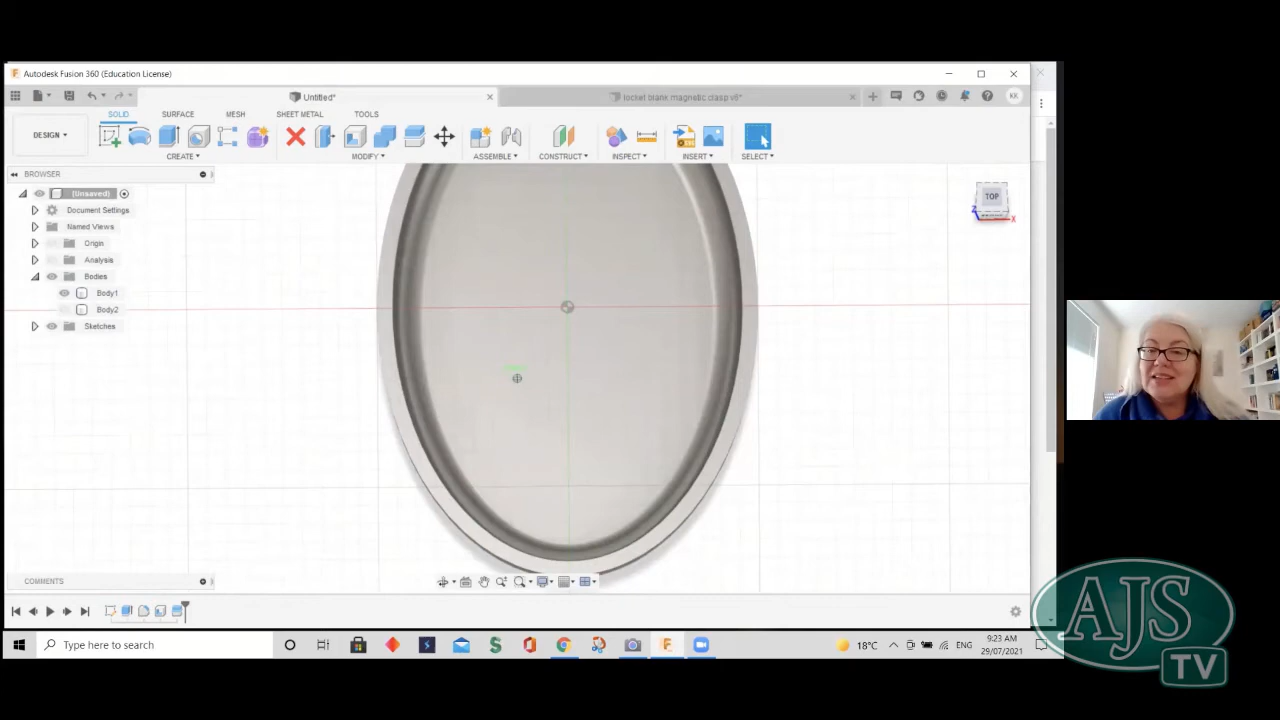 Autodesk Fusion 360 (Education License)
Untitled*
locket blank magnetic clasp v6*
KK
DESIGN
SOLID
SURFACE
MESH
SHEET METAL
TOOLS
CREATE
MODIFY
ASSEMBLE
CONSTRUCT
INSPECT
INSERT
SELECT
BROWSER
(Unsaved)
Document Settings
Named Views
Origin
Analysis
Bodies
Body1
Body2
Sketches
TOP
Z
X
COMMENTS
Type here to search
18°C
ENG
9:23 AM
29/07/2021
AJS
TV